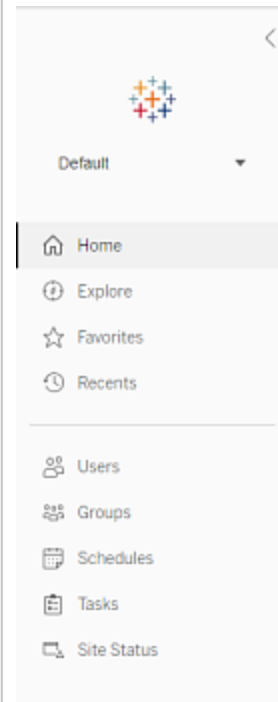 Default
Home
Explore
Favorites
Recents
Users
Groups
Schedules
Tasks
Site Status